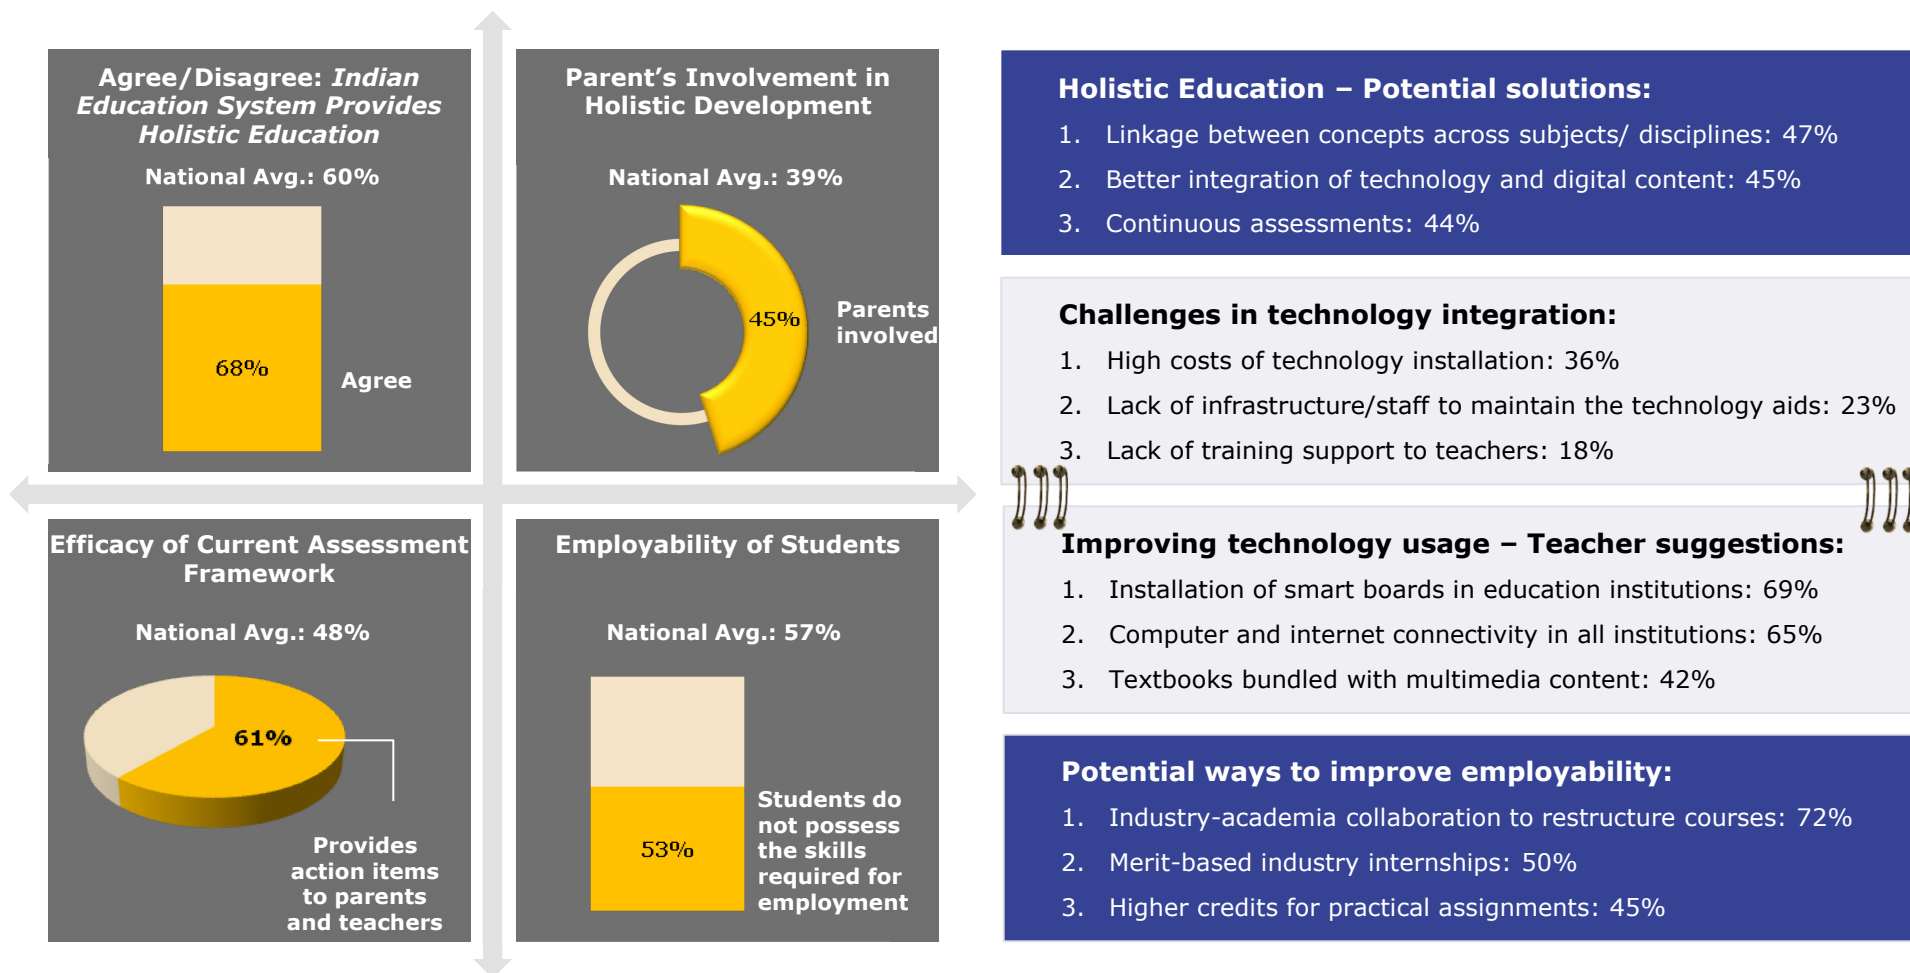 Agree/Disagree: Indian
Education System Provides
Holistic Education
National Avg.: 60%
68%
Agree
Parent's Involvement in
Holistic Development
National Avg.: 39%
45%
Parents
involved
Efficacy of Current Assessment
Framework
National Avg.: 48%
61%
Provides
action items
to parents
and teachers
Employability of Students
National Avg.: 57%
53%
Students do
not possess
the skills
required for
employment
Holistic Education – Potential solutions:
1. Linkage between concepts across subjects/ disciplines: 47%
2. Better integration of technology and digital content: 45%
3. Continuous assessments: 44%
Challenges in technology integration:
1. High costs of technology installation: 36%
2. Lack of infrastructure/staff to maintain the technology aids: 23%
3. Lack of training support to teachers: 18%
Improving technology usage – Teacher suggestions:
1. Installation of smart boards in education institutions: 69%
2. Computer and internet connectivity in all institutions: 65%
3. Textbooks bundled with multimedia content: 42%
Potential ways to improve employability:
1. Industry-academia collaboration to restructure courses: 72%
2. Merit-based industry internships: 50%
3. Higher credits for practical assignments: 45%